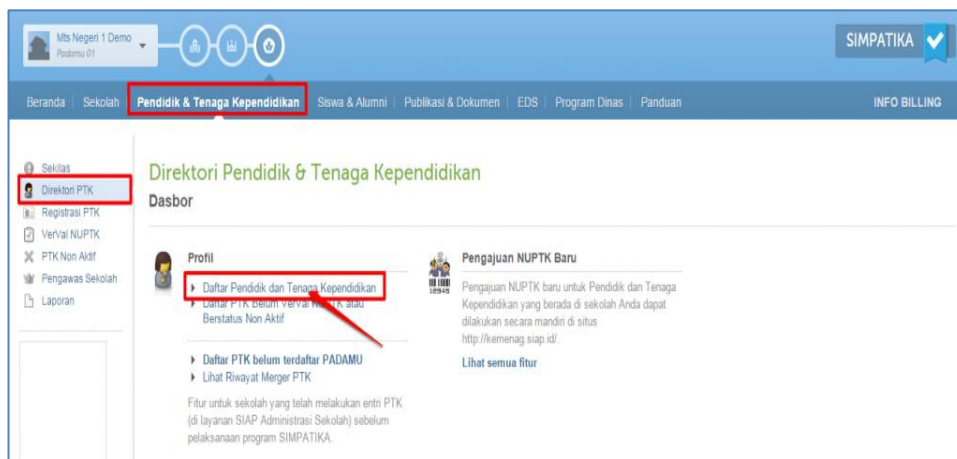 Mts Negeri 1 Demo
Padamu 01
SIMPATIKA
Beranda
Sekolah
Pendidik & Tenaga Kependidikan
Siswa & Alumni
Publikasi & Dokumen
EDS
Program Dinas
Panduan
INFO BILLING
Sekilas
Direktori PTK
Registrasi PTK
VerVal NUPTK
PTK Non Aktif
Pengawas Sekolah
Laporan
Direktori Pendidik & Tenaga Kependidikan
Dasbor
Profil
Daftar Pendidik dan Tenaga Kependidikan
Daftar PTK Belum VerVal NUPTK atau
Berstatus Non Aktif
Daftar PTK belum terdaftar PADAMU
Lihat Riwayat Merger PTK
Fitur untuk sekolah yang telah melakukan entri PTK
(di layanan SIAP Administrasi Sekolah) sebelum
pelaksanaan program SIMPATIKA.
Pengajuan NUPTK Baru
Pengajuan NUPTK baru untuk Pendidik dan Tenaga
Kependidikan yang berada di sekolah Anda dapat
dilakukan secara mandiri di situs
http://kemenag.siap.id/.
Lihat semua fitur